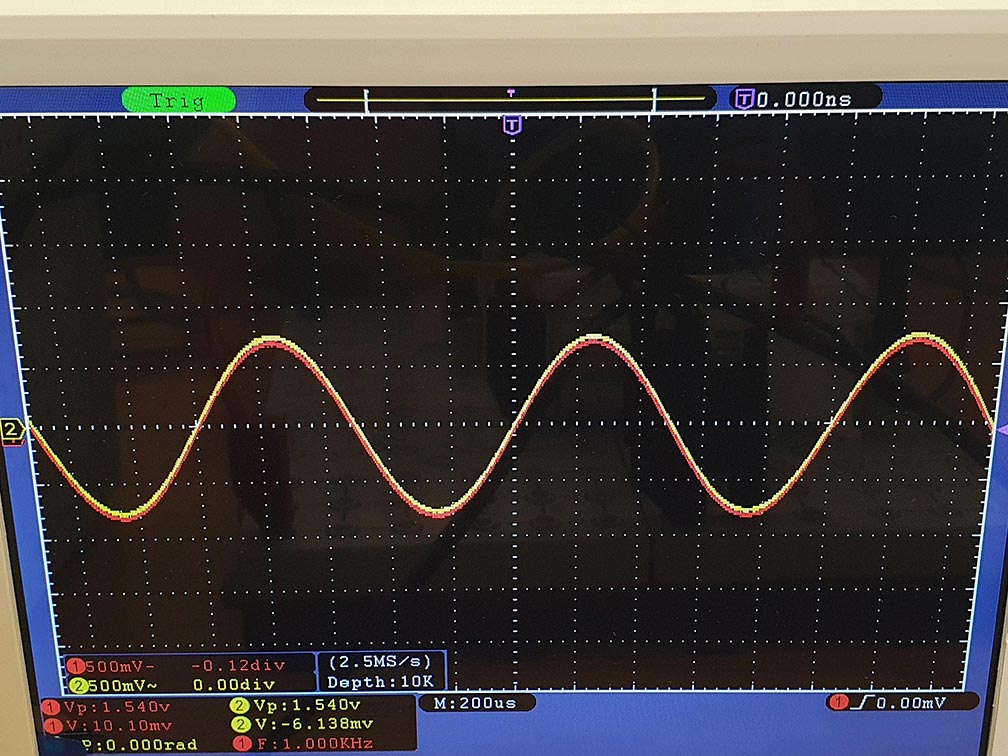 Trig T 0.000ns
T
2
1 500mV- -0.12div (2.5MS/s)
2 500mV~ 0.00div Depth:10K
1 Vp:1.540v 2 Vp:1.540v M:200us 1 0.00mV
1 V:10.10mV 2 V:-6.138mV
P:0.000rad 1 F:1.000KHz